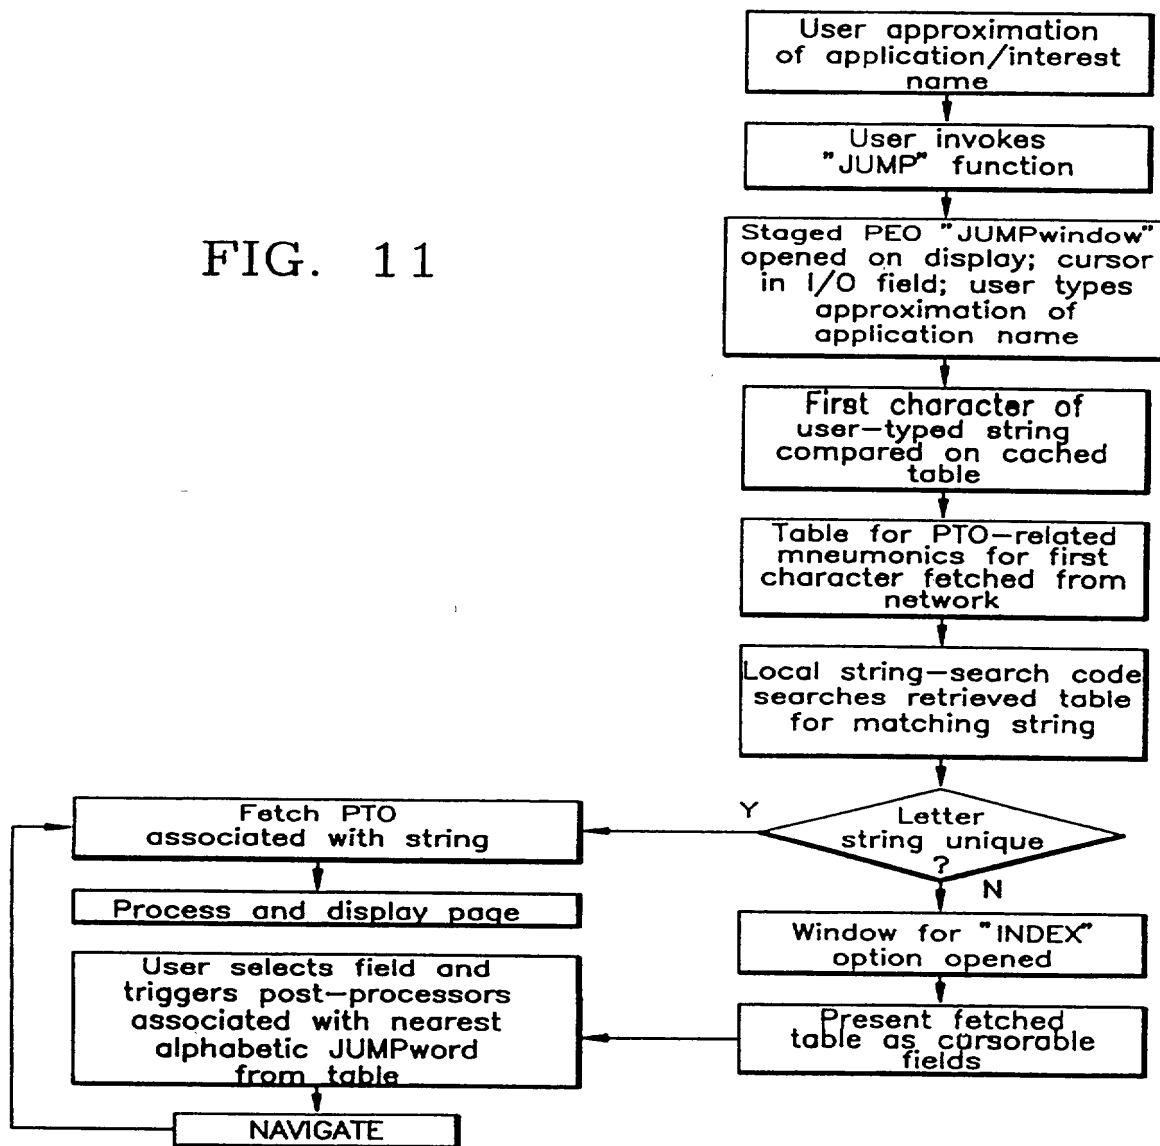 User approximation
of application/interest
name
User invokes
"JUMP" function
FIG. 11
Staged PEO "JUMPwindow"
opened on display; cursor
in I/O field; user types
approximation of
application name
First character of
user-typed string
compared on cached
table
Table for PTO-related
mneumonics for first
character fetched from
network
Local string-search code
searches retrieved table
for matching string
Letter
string unique
?
Y
N
Fetch PTO
associated with string
Process and display page
Window for "INDEX"
option opened
Present fetched
table as cursorable
fields
User selects field and
triggers post-processors
associated with nearest
alphabetic JUMPword
from table
NAVIGATE